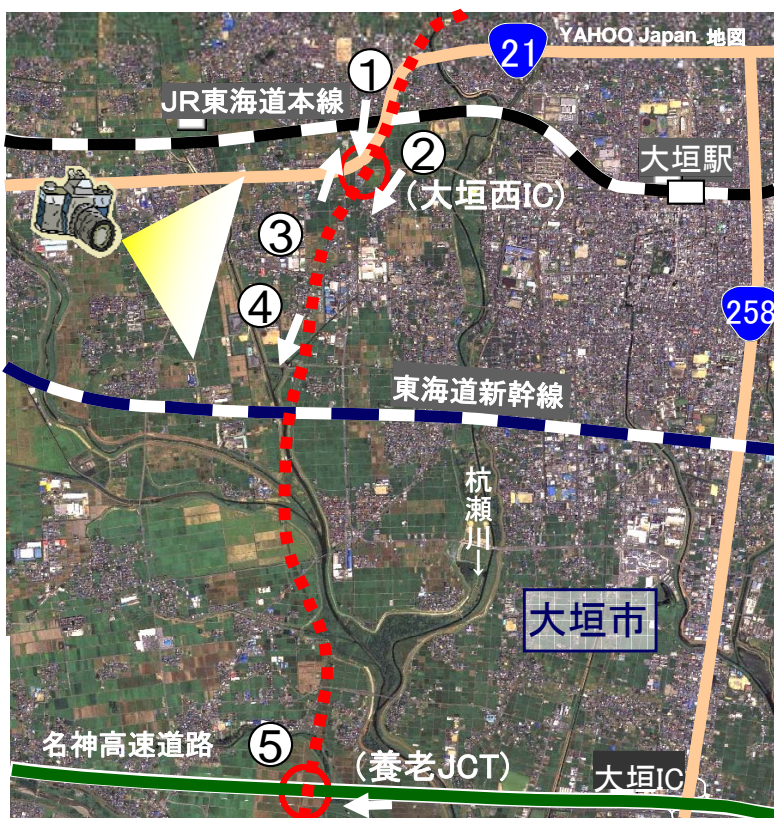 YAHOO Japan 地図
21
①
JR東海道本線
②
大垣駅
(大垣西IC)
③
④
258
東海道新幹線
杭瀬川→
大垣市
名神高速道路
⑤
(養老JCT)
大垣IC